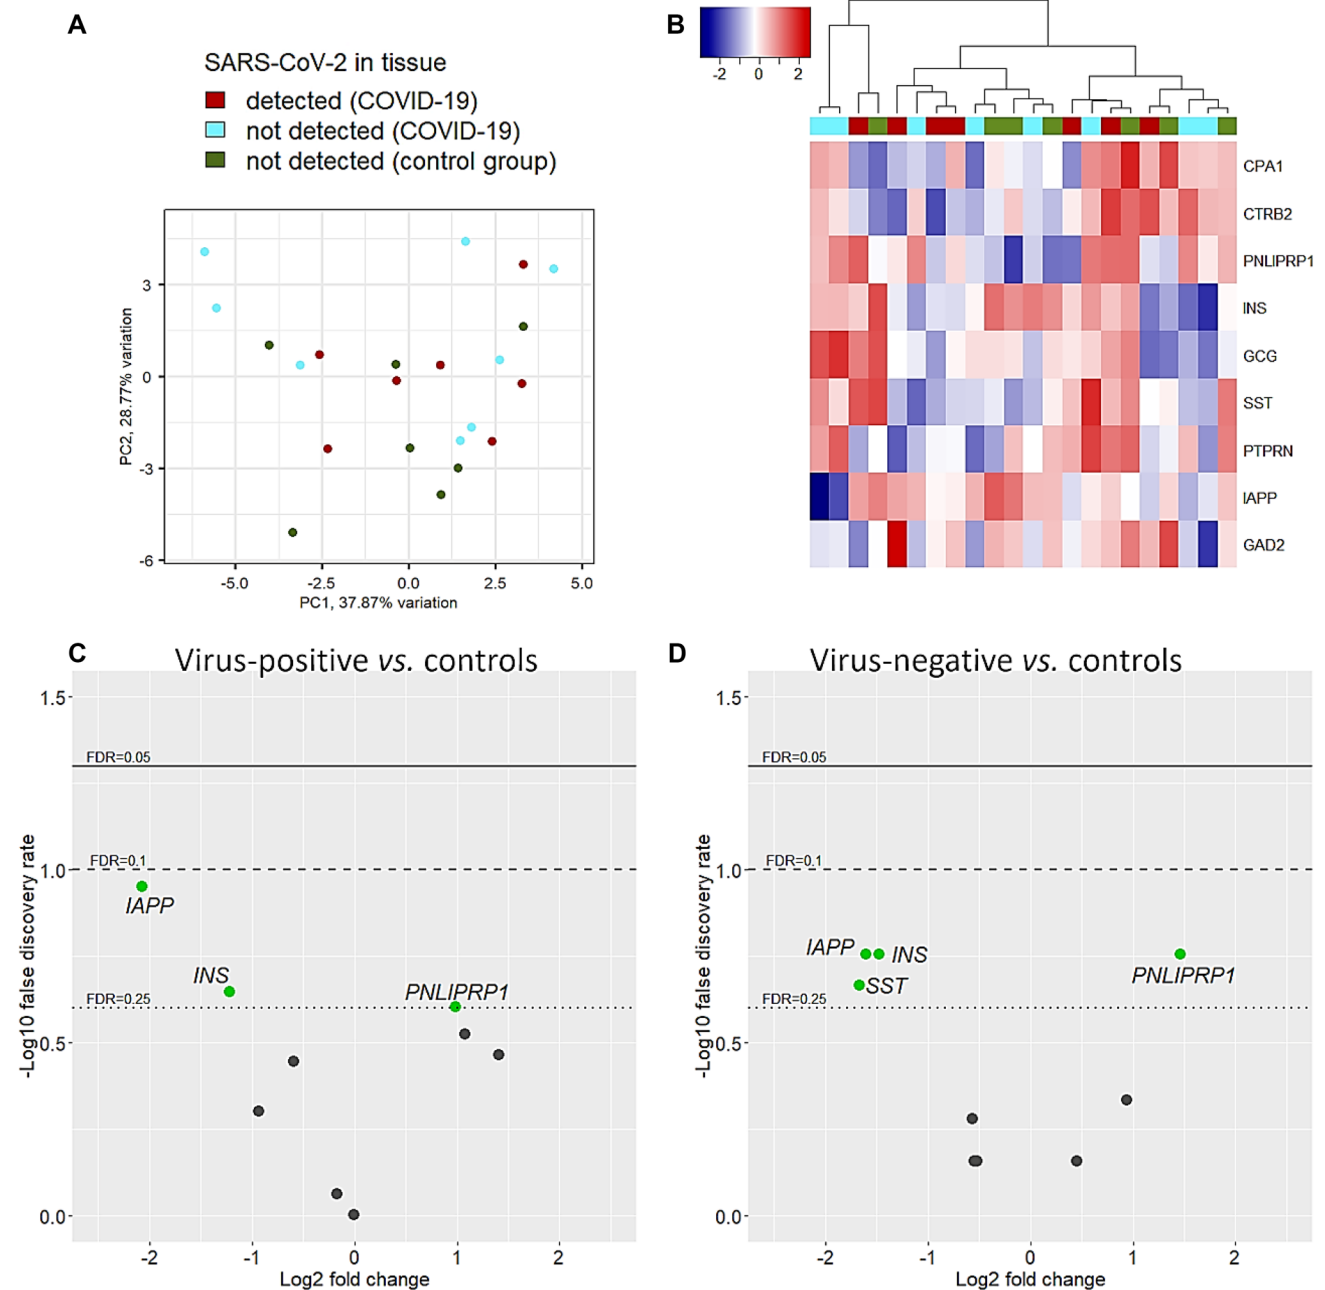 A
SARS-CoV-2 in tissue
detected (COVID-19)
not detected (COVID-19)
not detected (control group)
PC2, 28.77% variation
3
0
-3
-6
-5.0 -2.5 0.0 2.5 5.0
PC1, 37.87% variation
B
-2 0 2
CPA1
CTRB2
PNLIPRP1
INS
GCG
SST
PTPRN
IAPP
GAD2
C
Virus-positive vs. controls
-Log10 false discovery rate
1.5
1.0
0.5
0.0
FDR=0.05
FDR=0.1
IAPP
INS
PNLIPRP1
FDR=0.25
-2 -1 0 1 2
Log2 fold change
D
Virus-negative vs. controls
-Log10 false discovery rate
1.5
1.0
0.5
0.0
FDR=0.05
FDR=0.1
IAPP
INS
SST
PNLIPRP1
FDR=0.25
-2 -1 0 1 2
Log2 fold change